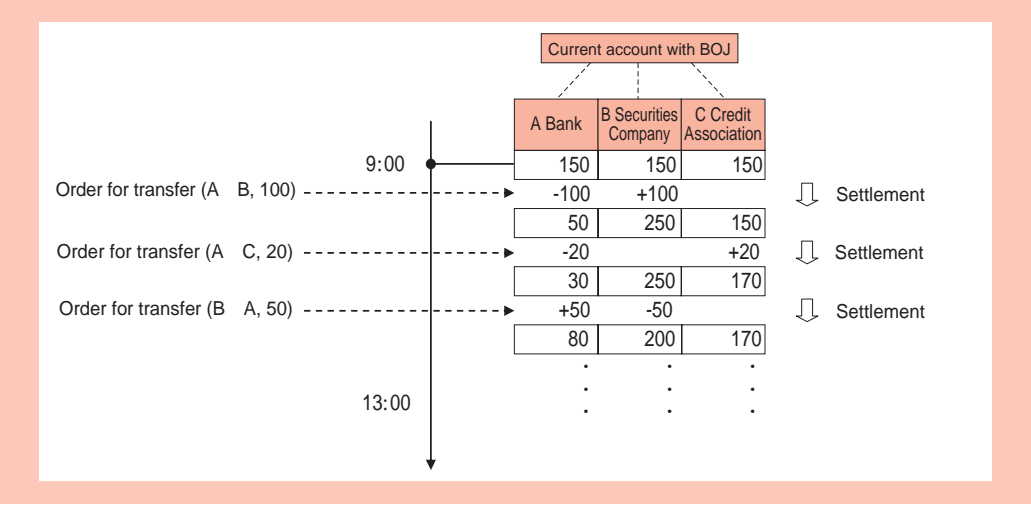 Current account with BOJ
A Bank
B Securities
Company
C Credit
Association
9:00
150 150 150
Order for transfer (A B, 100)
-100 +100
Settlement
50 250 150
Order for transfer (A C, 20)
-20 +20
Settlement
30 250 170
Order for transfer (B A, 50)
+50 -50
Settlement
80 200 170
13:00